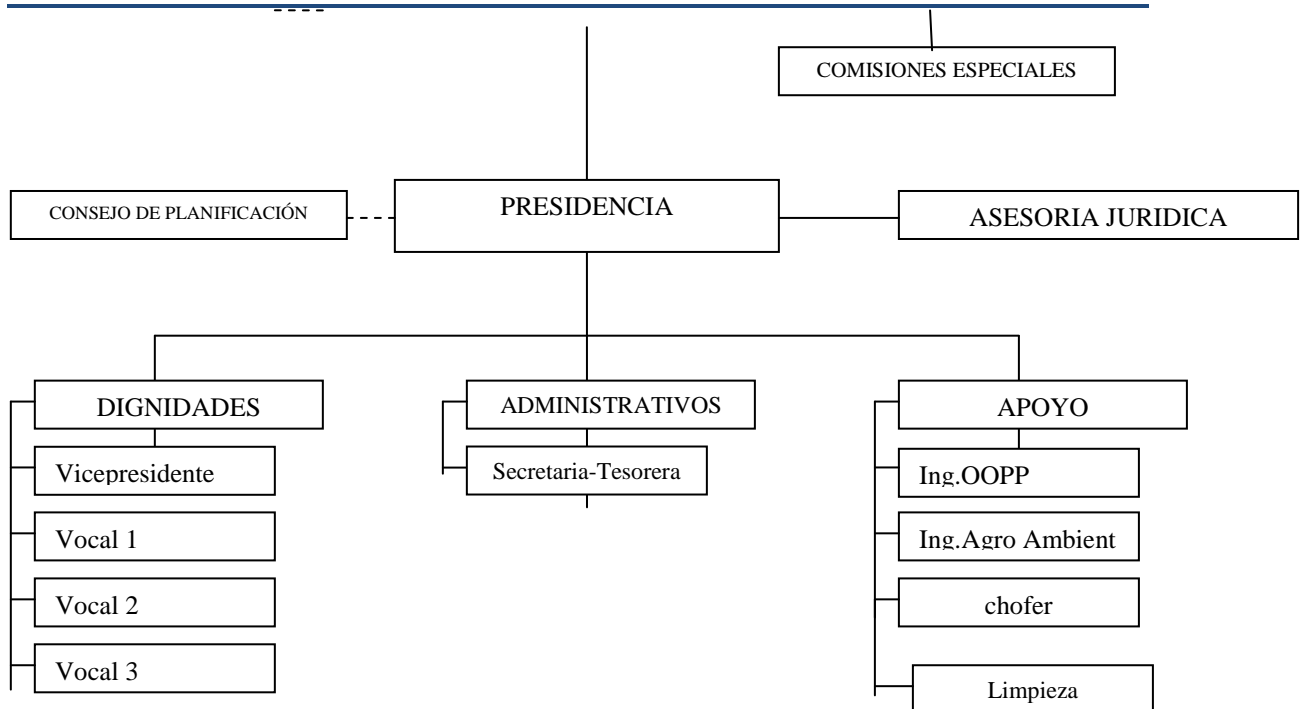 COMISIONES ESPECIALES
CONSEJO DE PLANIFICACIÓN
PRESIDENCIA
ASESORIA JURIDICA
DIGNIDADES
ADMINISTRATIVOS
APOYO
Vicepresidente
Secretaria-Tesorera
Ing.OOPP
Vocal 1
Ing.Agro Ambient
Vocal 2
chofer
Vocal 3
Limpieza